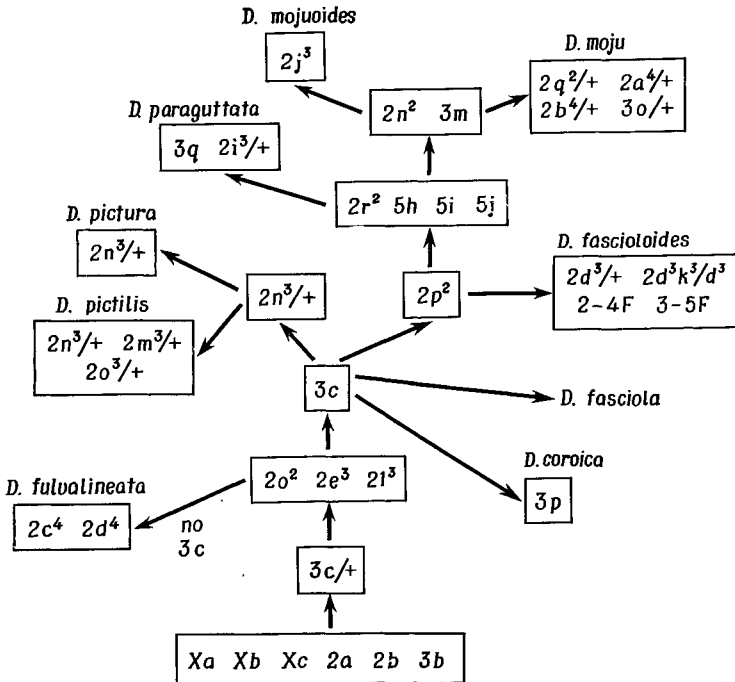 D. mojuoides
2j³
D. moju
2q²/+ 2a⁴/+
2b⁴/+ 3o/+
2n² 3m
D. paraguttata
3q 2i³/+
2r² 5h 5i 5j
D. pictura
2n³/+
D. fascioloides
2d³/+ 2d³k³/d³
2-4F 3-5F
2n³/+
2p²
D. pictilis
2n³/+ 2m³/+
2o³/+
3c
D. fasciola
D. coroica
3p
D. fulvalineata
2c⁴ 2d⁴
no
3c
2o² 2e³ 2l³
3c/+
Xa Xb Xc 2a 2b 3b